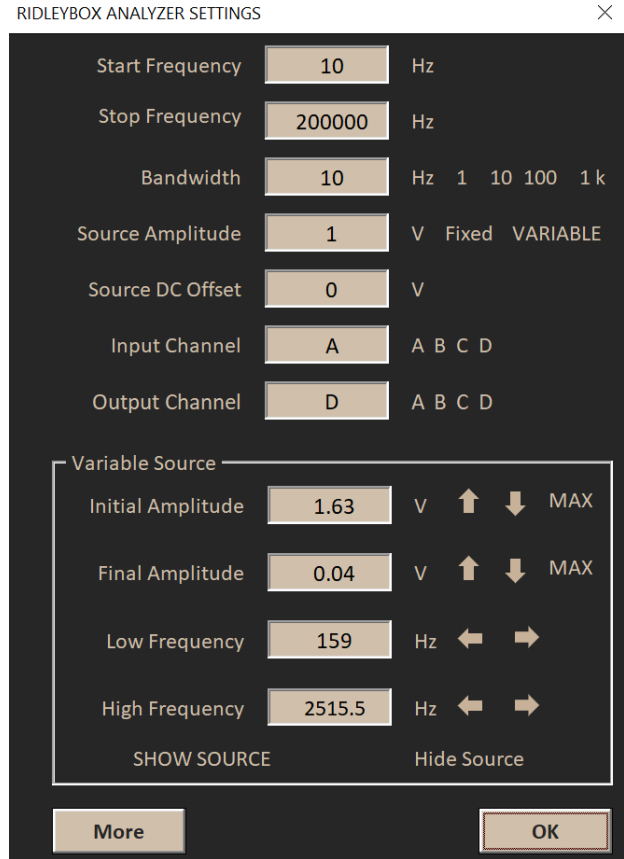 RIDLEYBOX ANALYZER SETTINGS
Start Frequency 10 Hz
Stop Frequency 200000 Hz
Bandwidth 10 Hz 1 10 100 1 k
Source Amplitude 1 V Fixed VARIABLE
Source DC Offset 0 V
Input Channel A A B C D
Output Channel D A B C D
Variable Source
Initial Amplitude 1.63 V MAX
Final Amplitude 0.04 V MAX
Low Frequency 159 Hz
High Frequency 2515.5 Hz
SHOW SOURCE Hide Source
More OK